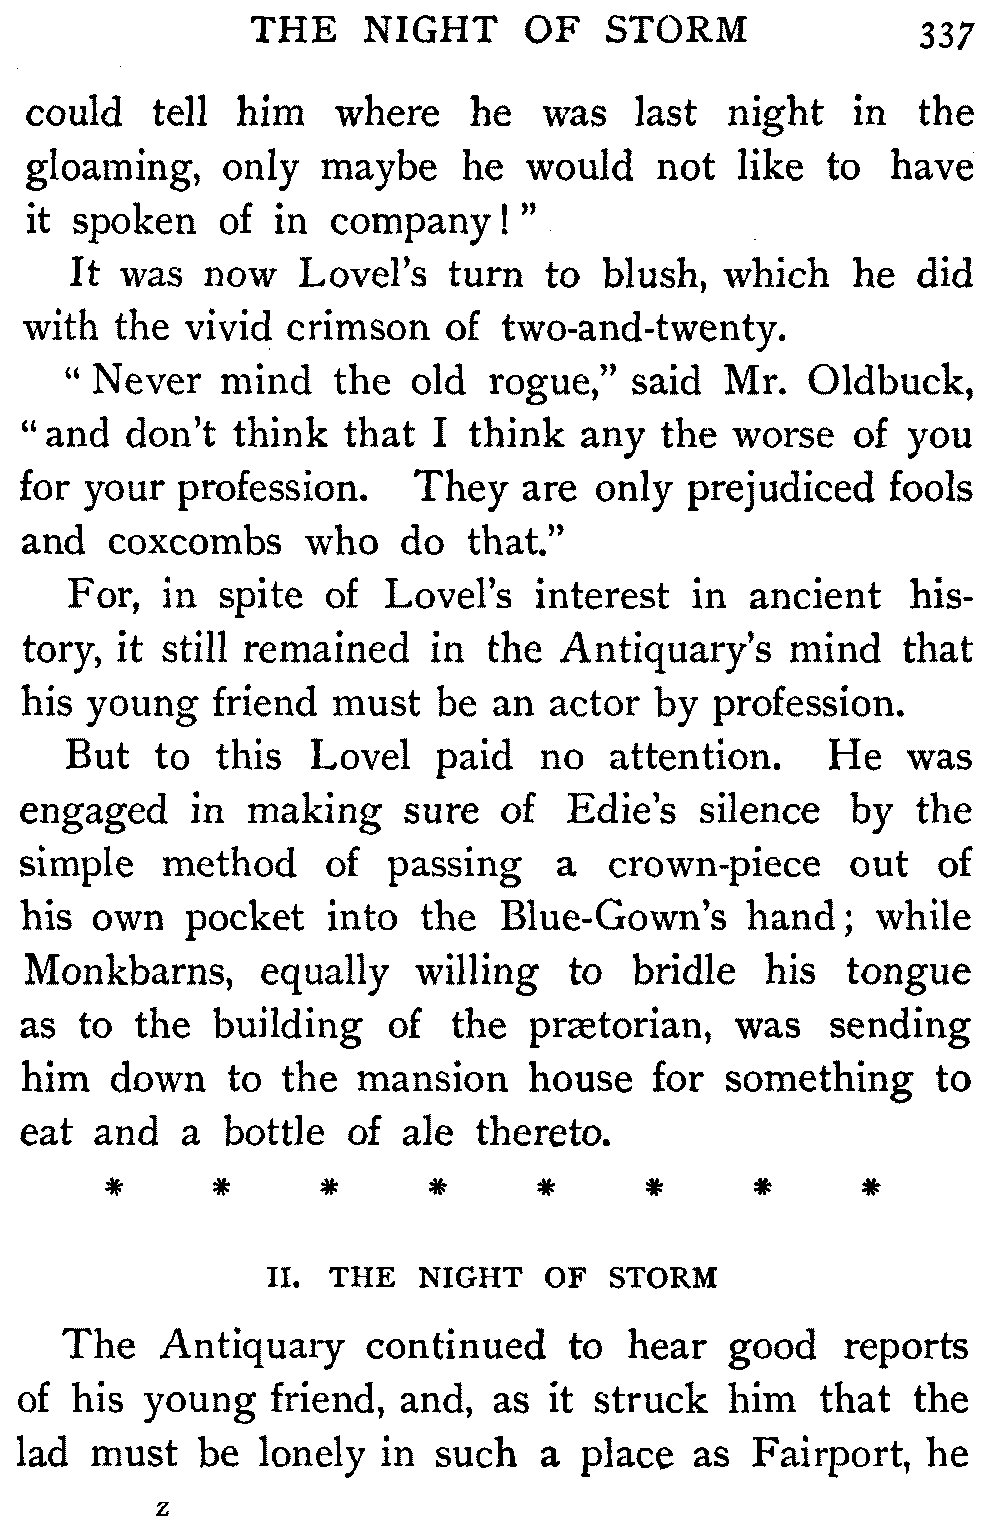 THE NIGHT OF STORM 337
could tell him where he was last night in the
gloaming, only maybe he would not like to have
it spoken of in company!"
It was now Lovel's turn to blush, which he did
with the vivid crimson of two-and-twenty.
"Never mind the old rogue," said Mr. Oldbuck,
"and don't think that I think any the worse of you
for your profession. They are only prejudiced fools
and coxcombs who do that."
For, in spite of Lovel's interest in ancient his-
tory, it still remained in the Antiquary's mind that
his young friend must be an actor by profession.
But to this Lovel paid no attention. He was
engaged in making sure of Edie's silence by the
simple method of passing a crown-piece out of
his own pocket into the Blue-Gown's hand; while
Monkbarns, equally willing to bridle his tongue
as to the building of the prætorian, was sending
him down to the mansion house for something to
eat and a bottle of ale thereto.
* * * * * * * *
II. THE NIGHT OF STORM
The Antiquary continued to hear good reports
of his young friend, and, as it struck him that the
lad must be lonely in such a place as Fairport, he
z